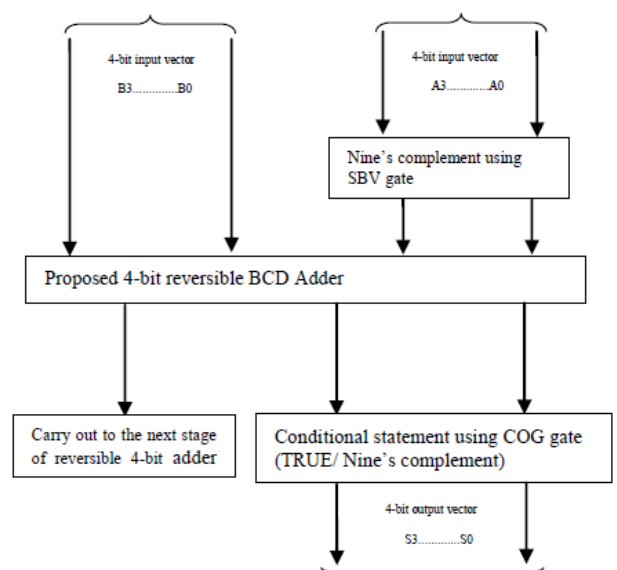 4-bit input vector
B3..............B0
4-bit input vector
A3.............A0
Nine's complement using
SBV gate
Proposed 4-bit reversible BCD Adder
Carry out to the next stage
of reversible 4-bit adder
Conditional statement using COG gate
(TRUE/ Nine's complement)
4-bit output vector
S3.............S0